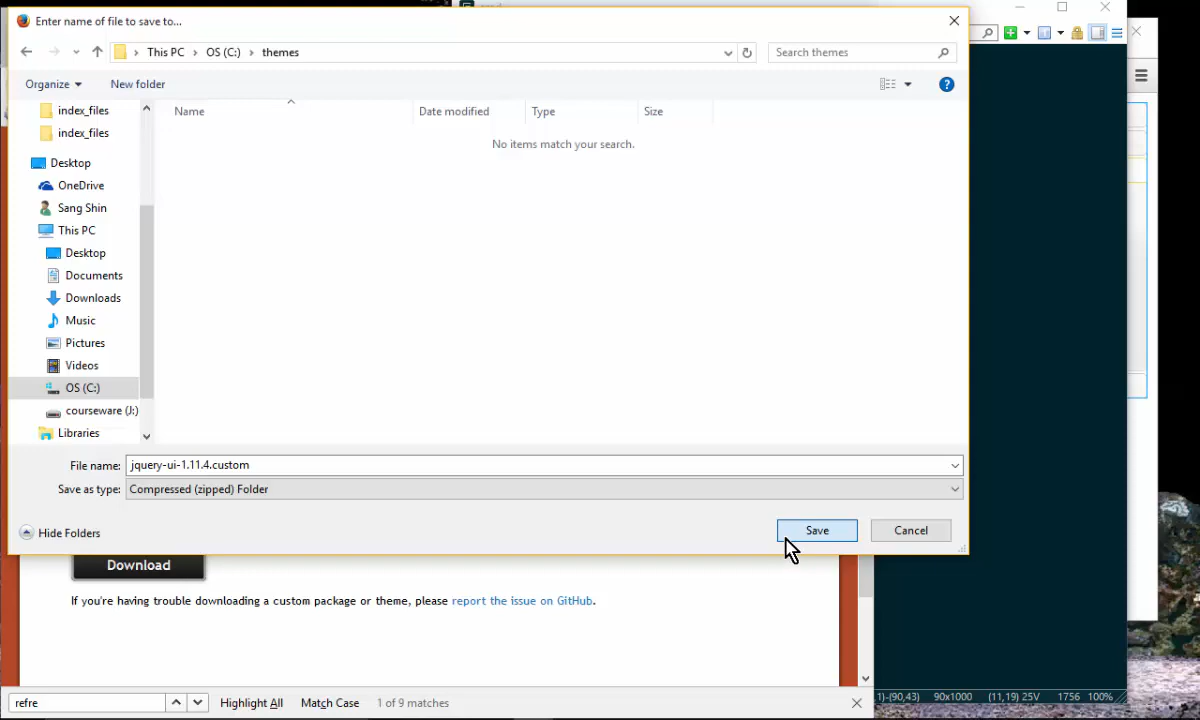 Enter name of file to save to...
This PC > OS (C:) > themes
Search themes
Organize
New folder
Name
Date modified
Type
Size
No items match your search.
index_files
index_files
Desktop
OneDrive
Sang Shin
This PC
Desktop
Documents
Downloads
Music
Pictures
Videos
OS (C:)
courseware (J:)
Libraries
File name: jquery-ui-1.11.4.custom
Save as type: Compressed (zipped) Folder
Hide Folders
Save
Cancel
Download
If you're having trouble downloading a custom package or theme, please report the issue on GitHub.
refre
Highlight All
Match Case
1 of 9 matches
1)-(90,43) 90x1000 (11,19) 25V 1756 100%